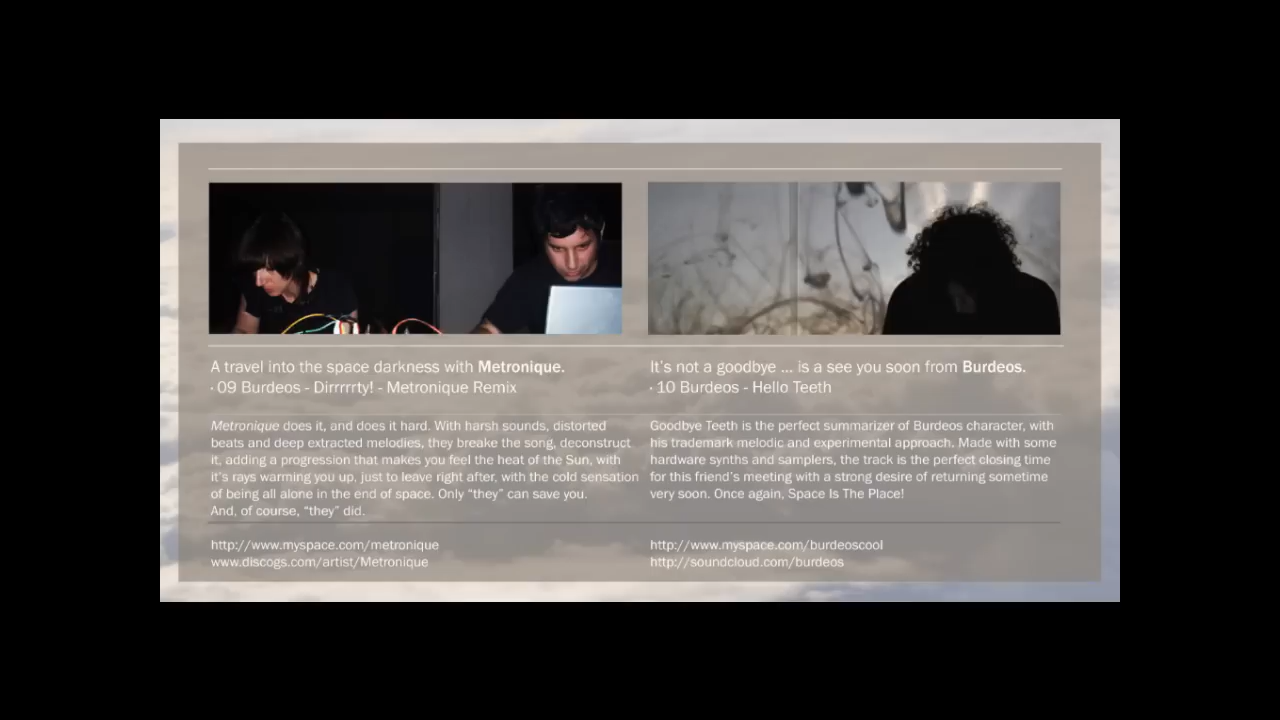 A travel into the space darkness with Metronique.
· 09 Burdeos - Dirrrrrty! - Metronique Remix
Metronique does it, and does it hard. With harsh sounds, distorted
beats and deep extracted melodies, they breake the song, deconstruct
it, adding a progression that makes you feel the heat of the Sun, with
it's rays warming you up, just to leave right after, with the cold sensation
of being all alone in the end of space. Only “they” can save you.
And, of course, “they” did.
http://www.myspace.com/metronique
www.discogs.com/artist/Metronique
It's not a goodbye ... is a see you soon from Burdeos.
· 10 Burdeos - Hello Teeth
Goodbye Teeth is the perfect summarizer of Burdeos character, with
his trademark melodic and experimental approach. Made with some
hardware synths and samplers, the track is the perfect closing time
for this friend's meeting with a strong desire of returning sometime
very soon. Once again, Space Is The Place!
http://www.myspace.com/burdeoscool
http://soundcloud.com/burdeos